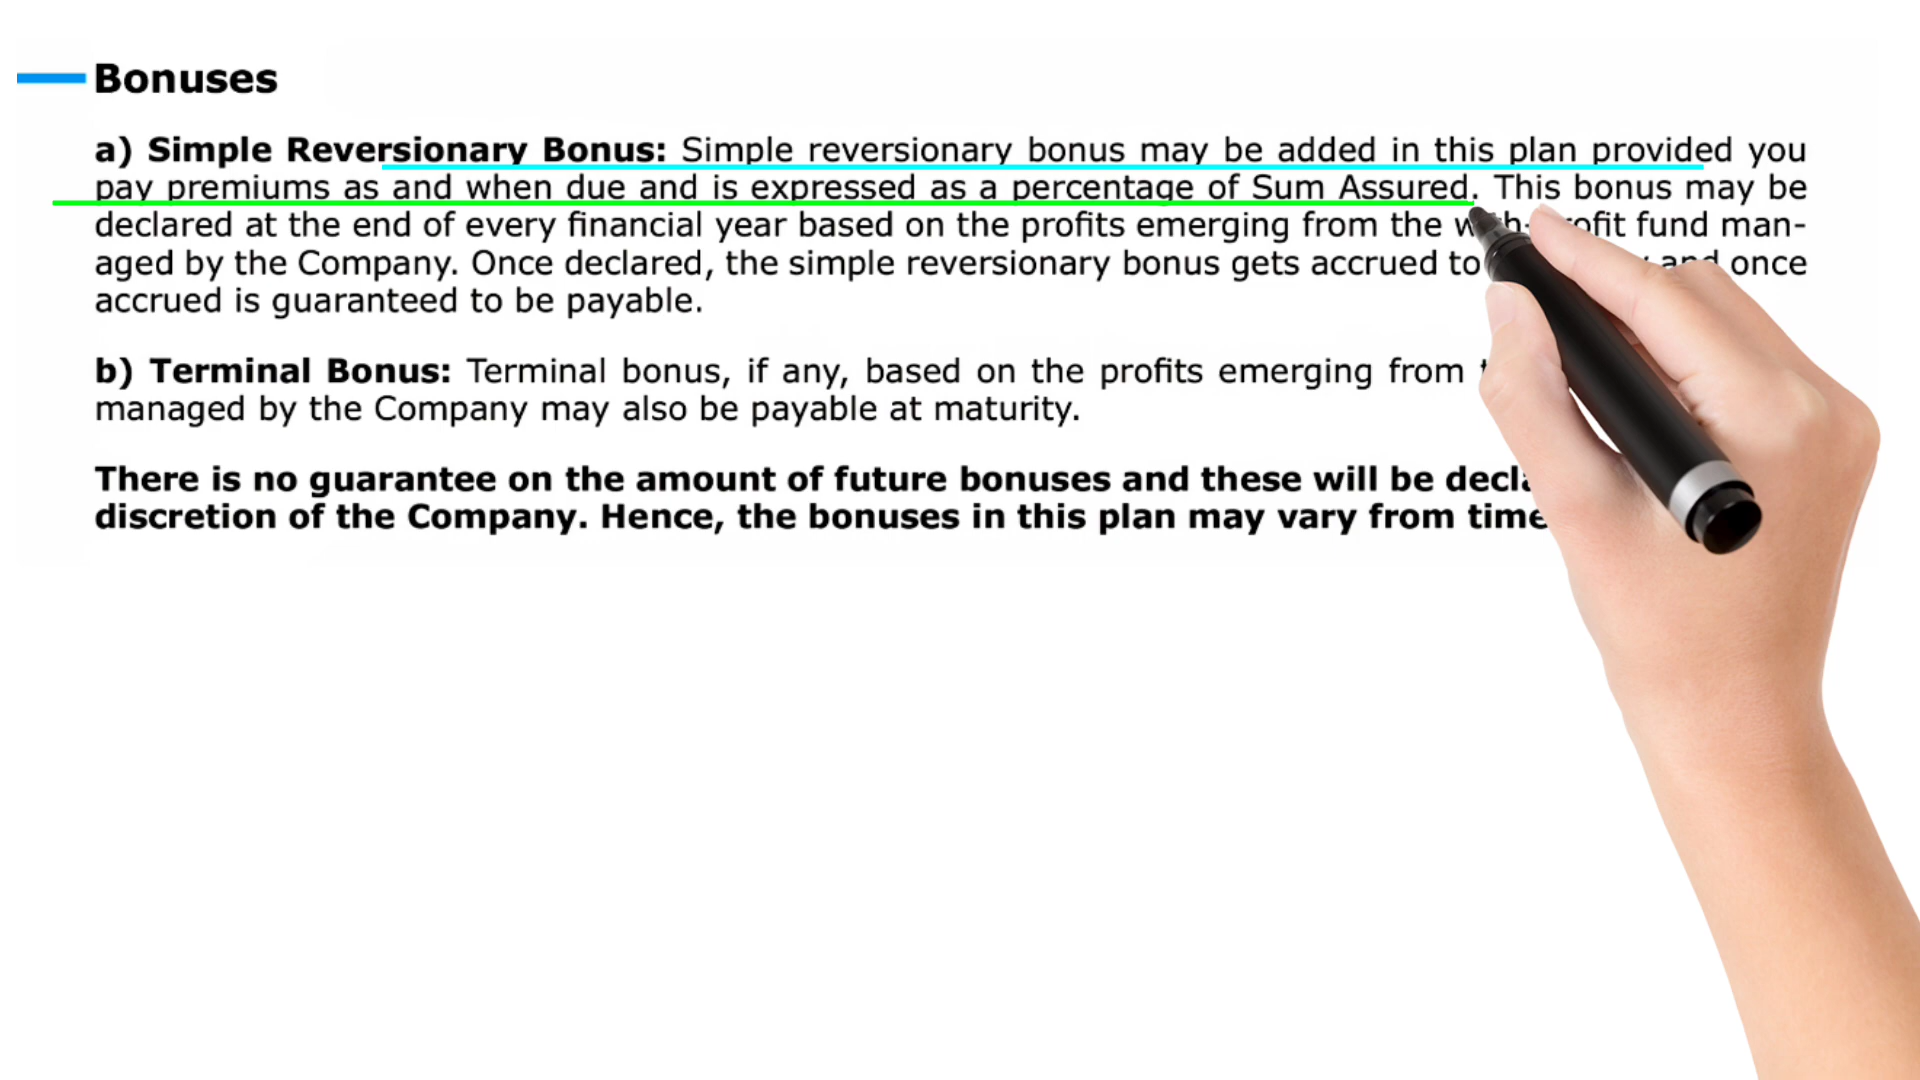 Bonuses
a) Simple Reversionary Bonus: Simple reversionary bonus may be added in this plan provided you
pay premiums as and when due and is expressed as a percentage of Sum Assured. This bonus may be
declared at the end of every financial year based on the profits emerging from the fund man-
aged by the Company. Once declared, the simple reversionary bonus gets accrued to and once
accrued is guaranteed to be payable.
b) Terminal Bonus: Terminal bonus, if any, based on the profits emerging from
managed by the Company may also be payable at maturity.
There is no guarantee on the amount of future bonuses and these will be
discretion of the Company. Hence, the bonuses in this plan may vary from time